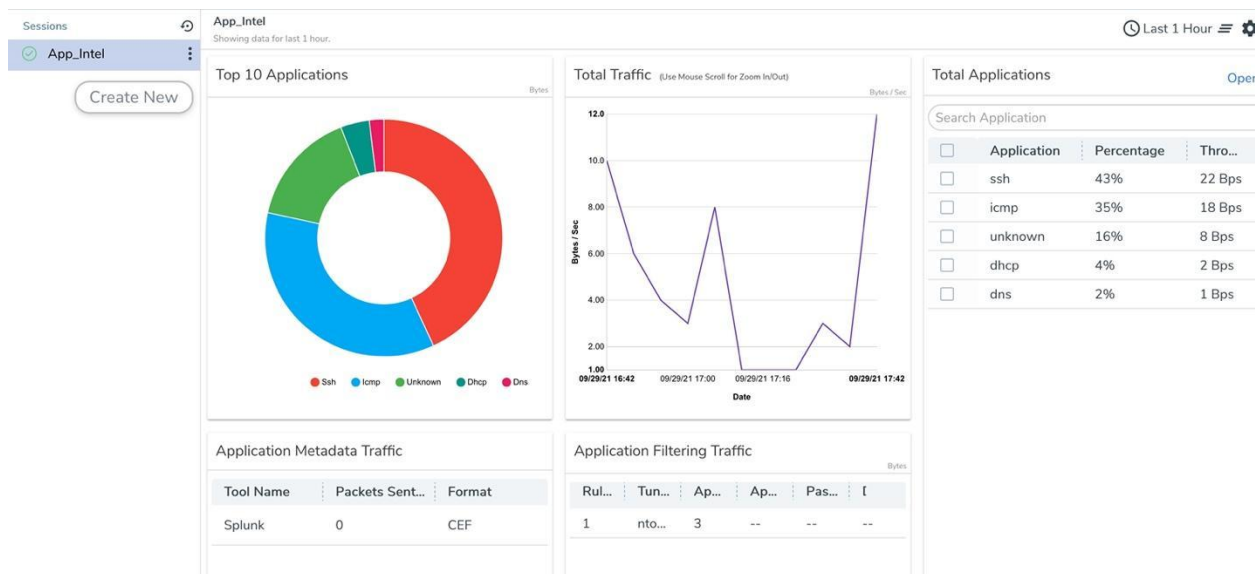 Sessions
App_Intel
Create New
App_Intel
Showing data for last 1 hour.
Last 1 Hour
Top 10 Applications
Bytes
Ssh Icmp Unknown Dhcp Dns
Total Traffic (Use Mouse Scroll for Zoom In/Out)
Bytes / Sec
12.0
10.0
8.00
6.00
4.00
2.00
1.00
Bytes / Sec
09/29/21 16:42 09/29/21 17:00 09/29/21 17:16 09/29/21 17:42
Date
Total Applications
Open
Search Application
Application Percentage Thro...
ssh 43% 22 Bps
icmp 35% 18 Bps
unknown 16% 8 Bps
dhcp 4% 2 Bps
dns 2% 1 Bps
Application Metadata Traffic
Tool Name Packets Sent... Format
Splunk 0 CEF
Application Filtering Traffic
Bytes
Rul... Tun... Ap... Ap... Pas...
1 nto... 3 -- -- --